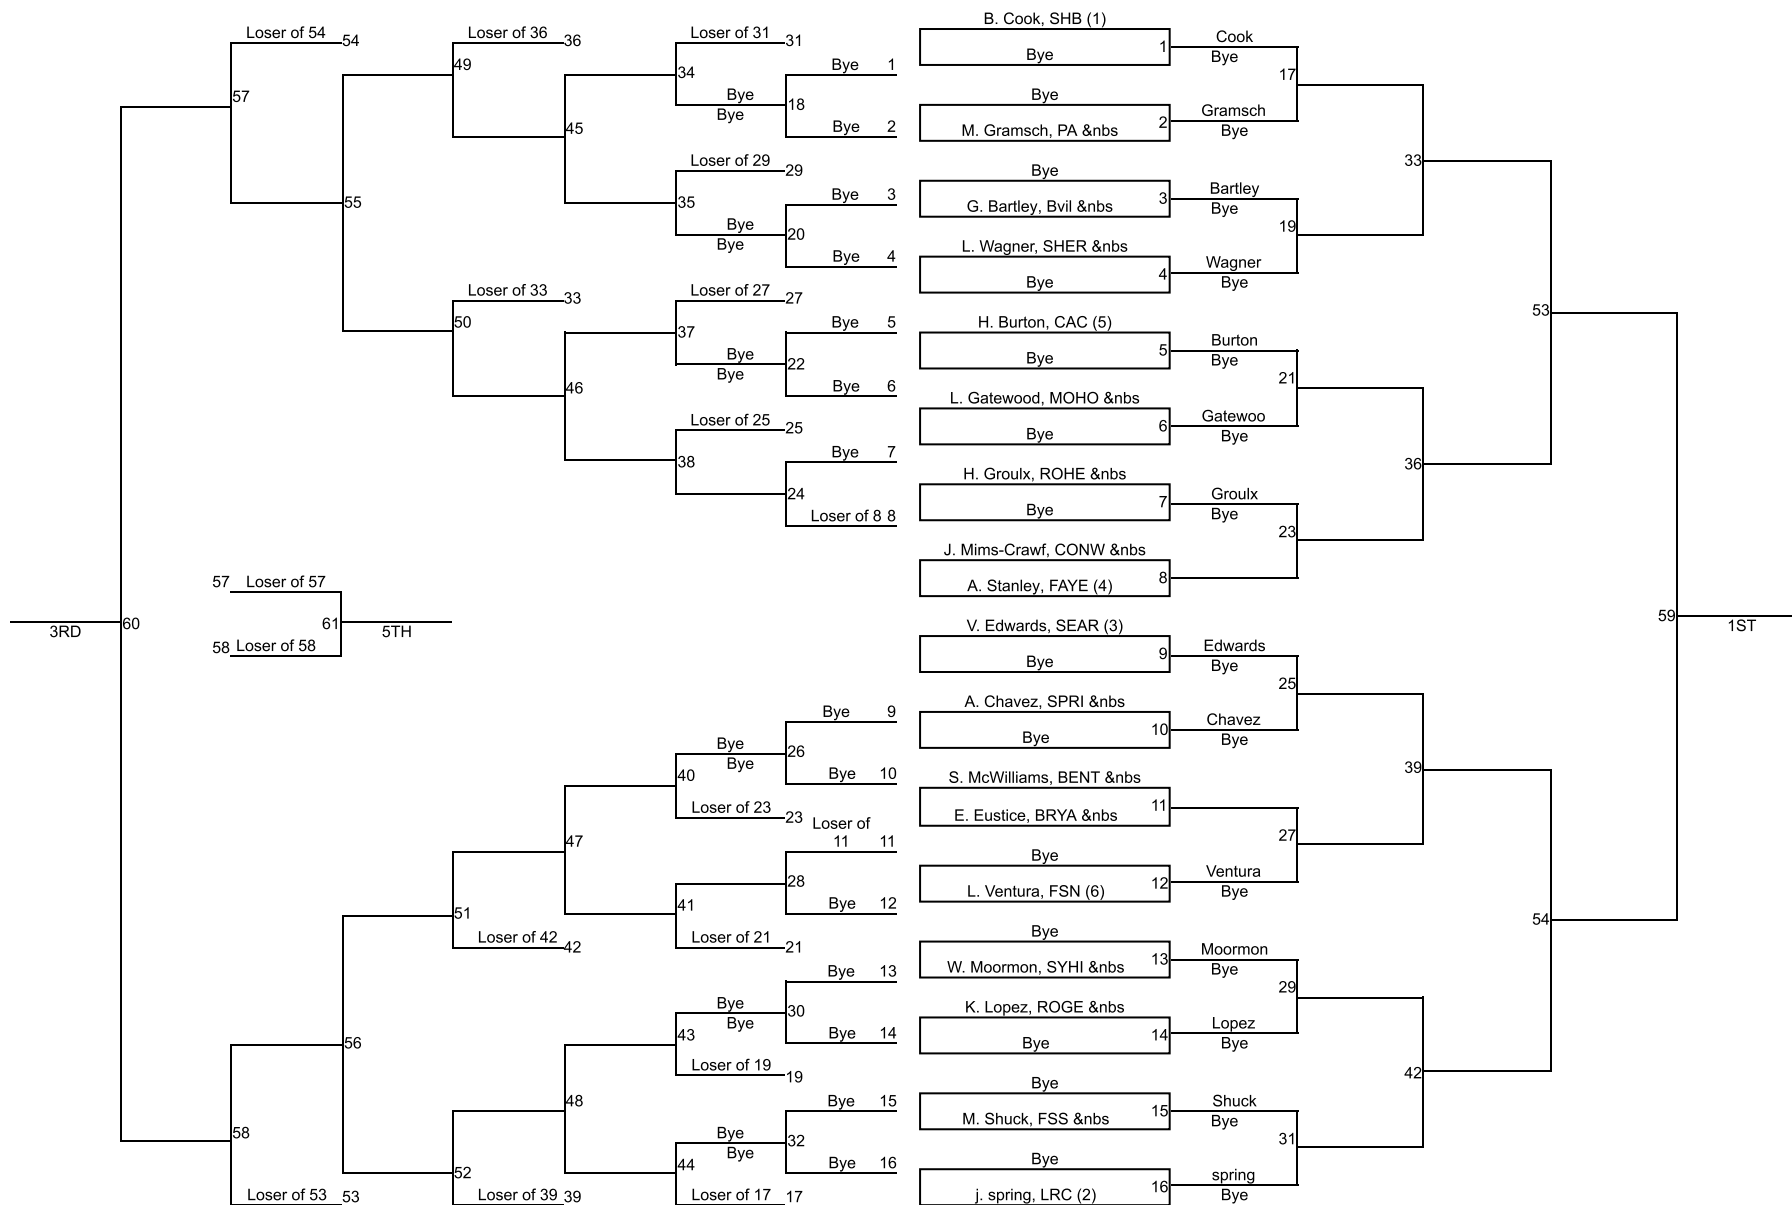 B. Cook, SHB (1)
Loser of 54 54
Loser of 36 36
Loser of 31 31
Bye 1 Cook
Bye
49
34
Bye 1
17
57
Bye
18
Bye
Bye
M. Gramsch, PA &nbs 2 Gramsch
Bye
45
Bye 2
Loser of 29 29
Bye
33
55
35
Bye 3
G. Bartley, Bvil &nbs 3 Bartley
Bye
Bye
20
Bye
19
Bye 4
L. Wagner, SHER &nbs
Bye 4 Wagner
Bye
Loser of 33 33
Loser of 27 27
53
50
37
Bye 5
H. Burton, CAC (5)
Bye 5 Burton
Bye
Bye
22
Bye
21
46
Bye 6
L. Gatewood, MOHO &nbs
Bye 6 Gatewoo
Bye
Loser of 25 25
38
Bye 7
36
24
H. Groulx, ROHE &nbs
Bye 7 Groulx
Bye
Loser of 8 8
23
J. Mims-Crawf, CONW &nbs
A. Stanley, FAYE (4) 8
57 Loser of 57
60
3RD
61
5TH
58 Loser of 58
59
1ST
V. Edwards, SEAR (3)
Bye 9 Edwards
Bye
25
Bye 9
A. Chavez, SPRI &nbs
Bye 10 Chavez
Bye
Bye
26
Bye
40
Bye 10
39
Loser of 23 23
S. McWilliams, BENT &nbs
E. Eustice, BRYA &nbs 11
Loser of
11 11
47
27
28
Bye
L. Ventura, FSN (6) 12 Ventura
Bye
41
Bye 12
51
54
Loser of 42 42
Loser of 21 21
Bye
W. Moormon, SYHI &nbs 13 Moormon
Bye
Bye 13
29
Bye
30
Bye
K. Lopez, ROGE &nbs
Bye 14 Lopez
Bye
43
Bye 14
56
Loser of 19 19
42
Bye
M. Shuck, FSS &nbs 15 Shuck
Bye
48
Bye 15
58
Bye
32
Bye
31
52
44
Bye 16
Bye
j. spring, LRC (2) 16 spring
Bye
Loser of 53 53
Loser of 39 39
Loser of 17 17